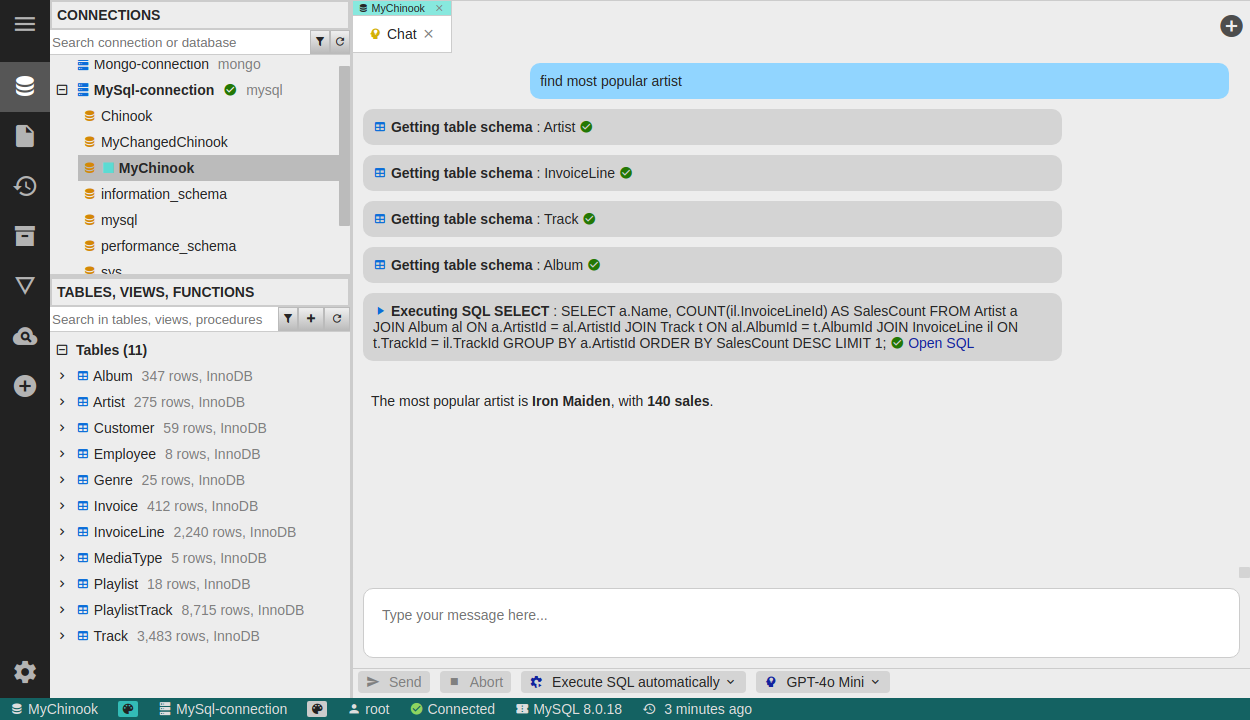 CONNECTIONS
Search connection or database
Mongo-connection mongo
MySql-connection mysql
Chinook
MyChangedChinook
MyChinook
information_schema
mysql
performance_schema
sys
TABLES, VIEWS, FUNCTIONS
Search in tables, views, procedures
Tables (11)
Album 347 rows, InnoDB
Artist 275 rows, InnoDB
Customer 59 rows, InnoDB
Employee 8 rows, InnoDB
Genre 25 rows, InnoDB
Invoice 412 rows, InnoDB
InvoiceLine 2,240 rows, InnoDB
MediaType 5 rows, InnoDB
Playlist 18 rows, InnoDB
PlaylistTrack 8,715 rows, InnoDB
Track 3,483 rows, InnoDB
MyChinook
Chat
find most popular artist
Getting table schema : Artist
Getting table schema : InvoiceLine
Getting table schema : Track
Getting table schema : Album
Executing SQL SELECT : SELECT a.Name, COUNT(il.InvoiceLineId) AS SalesCount FROM Artist a
JOIN Album al ON a.ArtistId = al.ArtistId JOIN Track t ON al.AlbumId = t.AlbumId JOIN InvoiceLine il ON
t.TrackId = il.TrackId GROUP BY a.ArtistId ORDER BY SalesCount DESC LIMIT 1; Open SQL
The most popular artist is Iron Maiden, with 140 sales.
Type your message here...
Send Abort Execute SQL automatically GPT-4o Mini
MyChinook MySql-connection root Connected MySQL 8.0.18 3 minutes ago